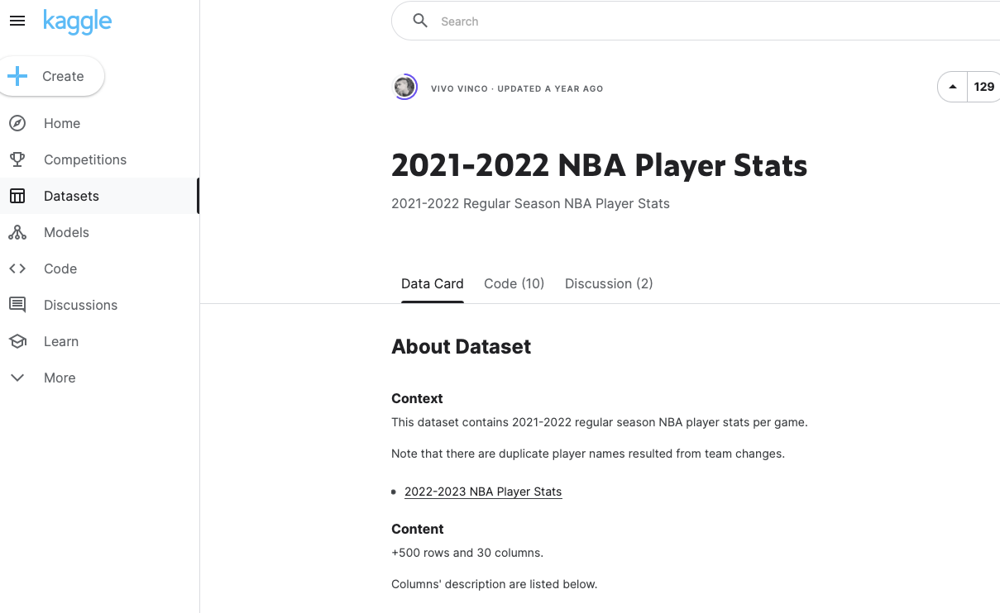 kaggle
Search
Create
Home
Competitions
Datasets
Models
Code
Discussions
Learn
More
VIVO VINCO · UPDATED A YEAR AGO
129
2021-2022 NBA Player Stats
2021-2022 Regular Season NBA Player Stats
Data Card Code (10) Discussion (2)
About Dataset
Context
This dataset contains 2021-2022 regular season NBA player stats per game.
Note that there are duplicate player names resulted from team changes.
• 2022-2023 NBA Player Stats
Content
+500 rows and 30 columns.
Columns' description are listed below.